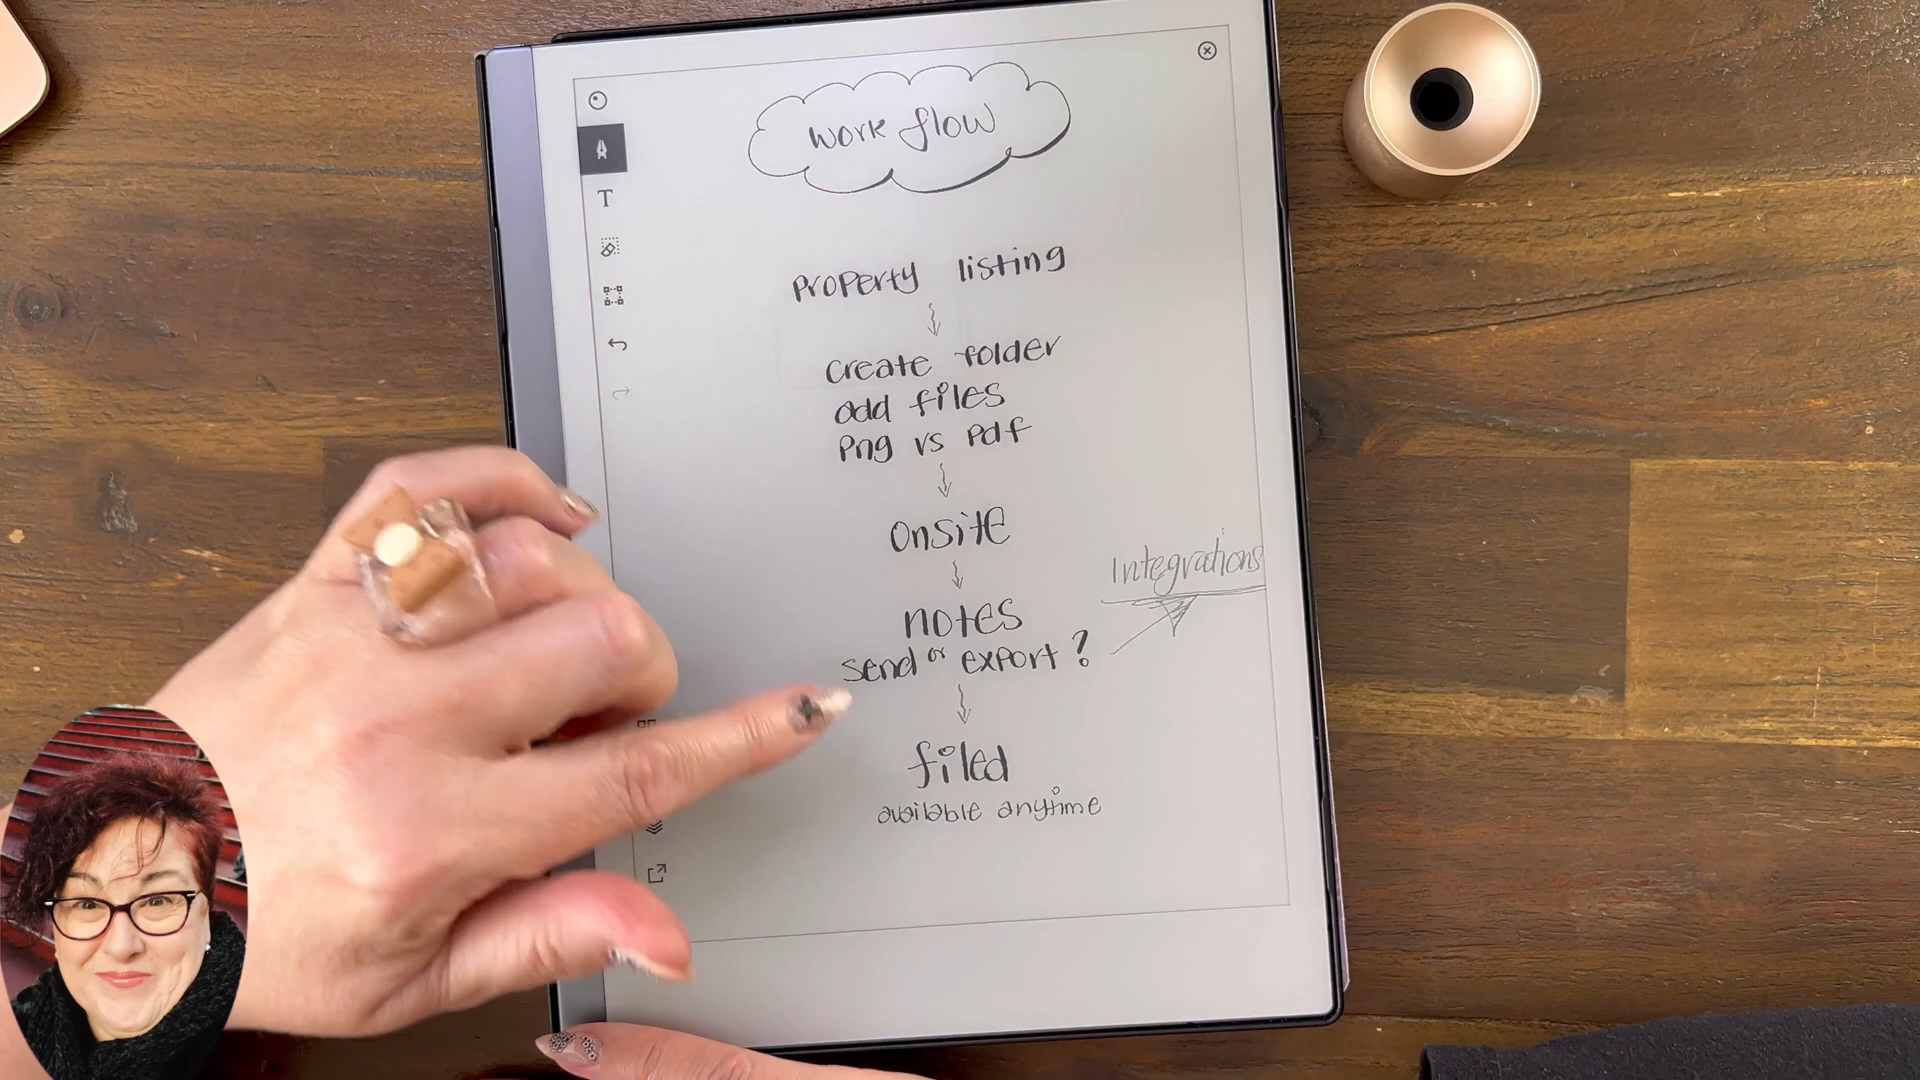 work flow
Property listing
Create folder
add files
Png vs Pdf
Onsite
Integrations
notes
send or export ?
filed
available anytime
T